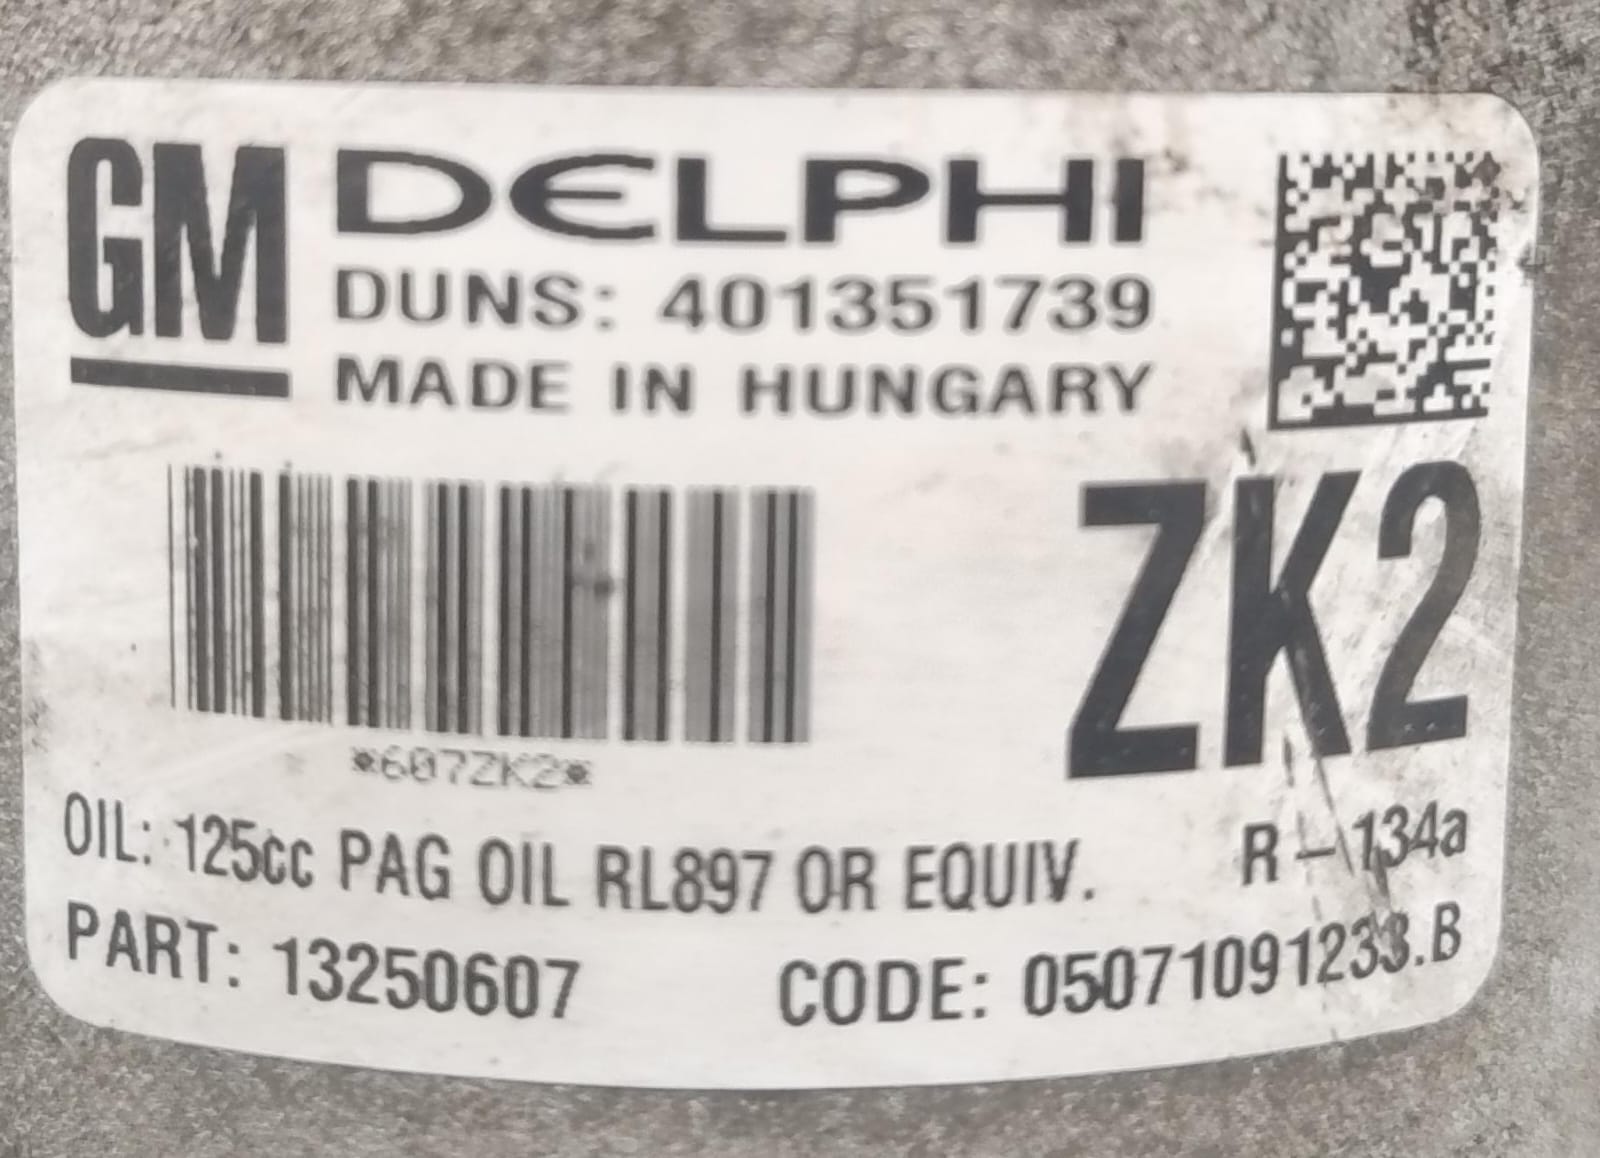 GM DELPHI
DUNS: 401351739
MADE IN HUNGARY
*607ZK2*
ZK2
OIL: 125cc PAG OIL RL897 OR EQUIV. R-134a
PART: 13250607 CODE: 05071091233.B